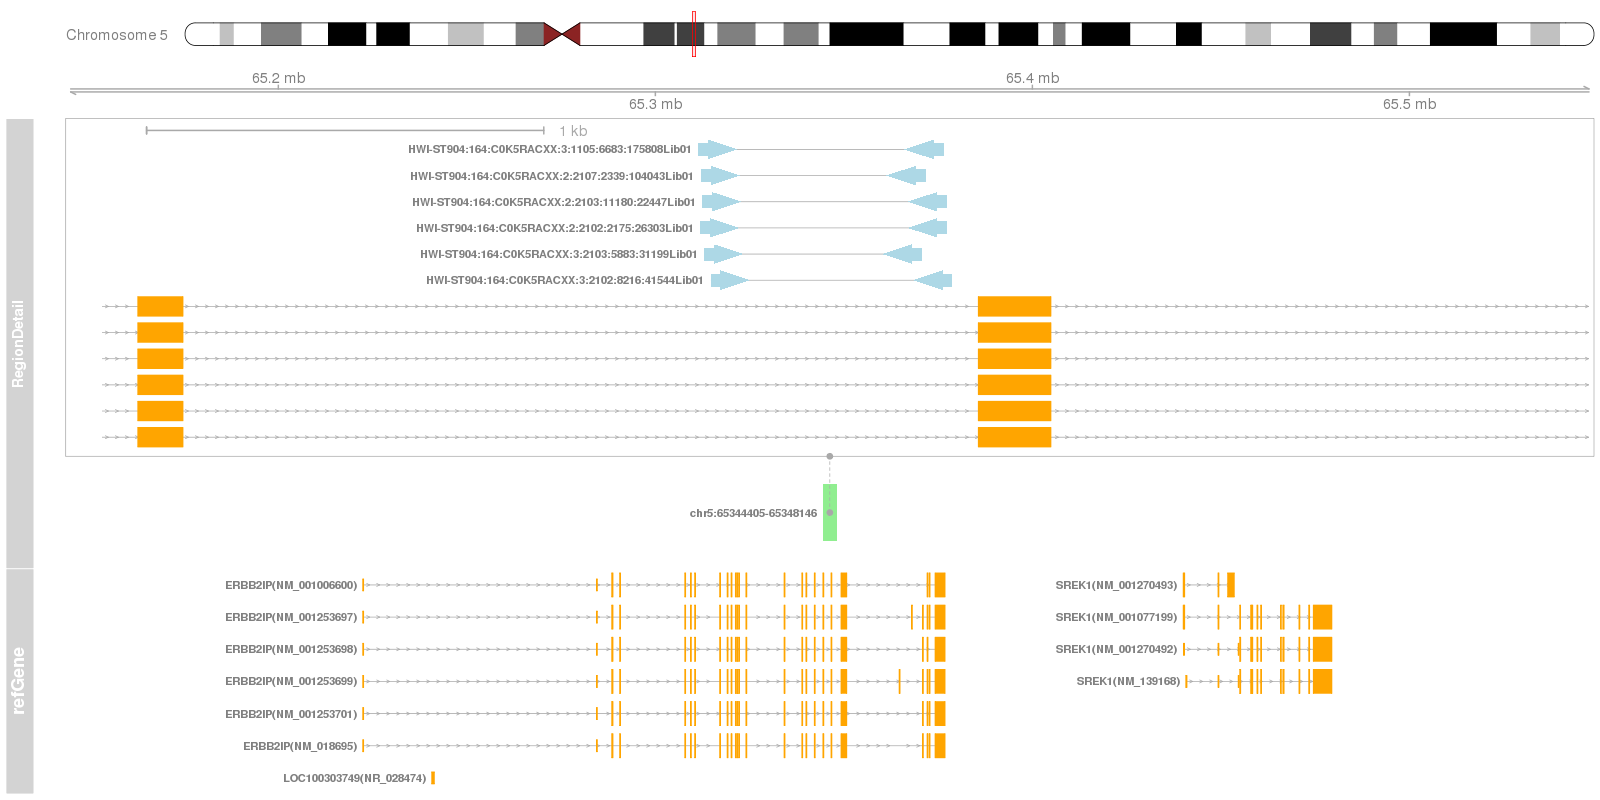 Chromosome 5
65.2 mb
65.4 mb
65.3 mb
65.5 mb
1 kb
HWI-ST904:164:C0K5RACXX:3:1105:6683:175808Lib01
HWI-ST904:164:C0K5RACXX:2:2107:2339:104043Lib01
HWI-ST904:164:C0K5RACXX:2:2103:11180:22447Lib01
HWI-ST904:164:C0K5RACXX:2:2102:2175:26303Lib01
HWI-ST904:164:C0K5RACXX:3:2103:5883:31199Lib01
HWI-ST904:164:C0K5RACXX:3:2102:8216:41544Lib01
RegionDetail
chr5:65344405-65348146
refGene
ERBB2IP(NM_001006600)
SREK1(NM_001270493)
ERBB2IP(NM_001253697)
SREK1(NM_001077199)
ERBB2IP(NM_001253698)
SREK1(NM_001270492)
ERBB2IP(NM_001253699)
SREK1(NM_139168)
ERBB2IP(NM_001253701)
ERBB2IP(NM_018695)
LOC100303749(NR_028474)